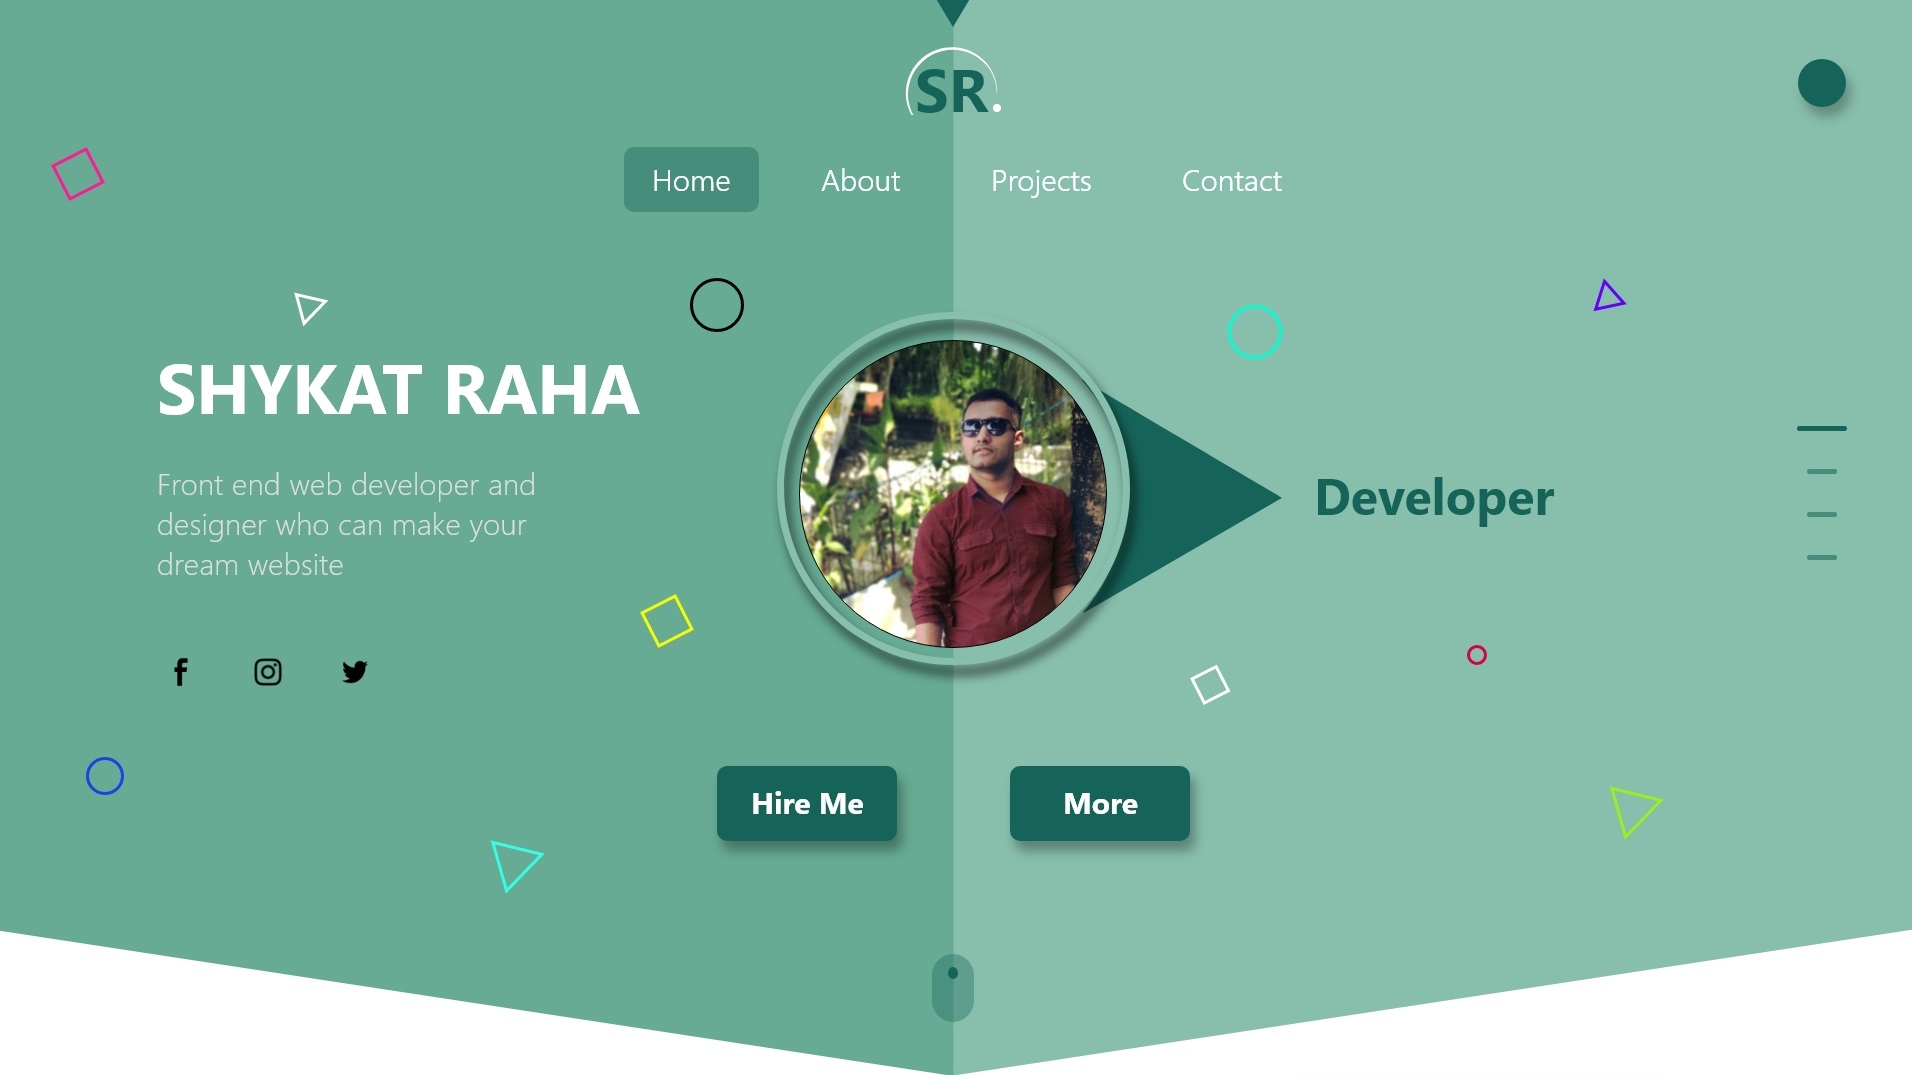 SR.
Home
About
Projects
Contact
SHYKAT RAHA
Front end web developer and
designer who can make your
dream website
Developer
Hire Me
More